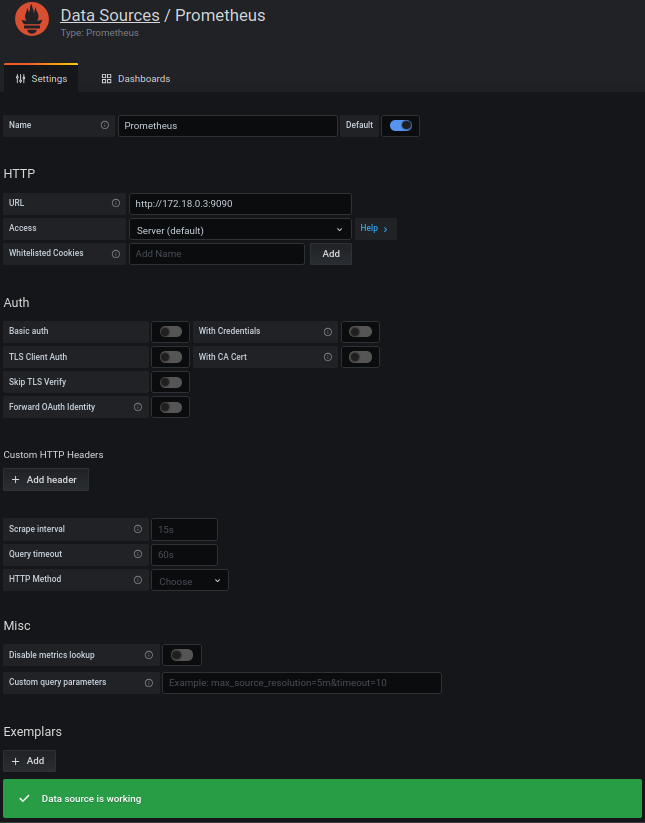 Data Sources / Prometheus
Type: Prometheus
Settings Dashboards
Name Prometheus Default
HTTP
URL http://172.18.0.3:9090
Access Server (default) Help
Whitelisted Cookies Add Name Add
Auth
Basic auth With Credentials
TLS Client Auth With CA Cert
Skip TLS Verify
Forward OAuth Identity
Custom HTTP Headers
+ Add header
Scrape interval 15s
Query timeout 60s
HTTP Method Choose
Misc
Disable metrics lookup
Custom query parameters Example: max_source_resolution=5m&timeout=10
Exemplars
+ Add
Data source is working